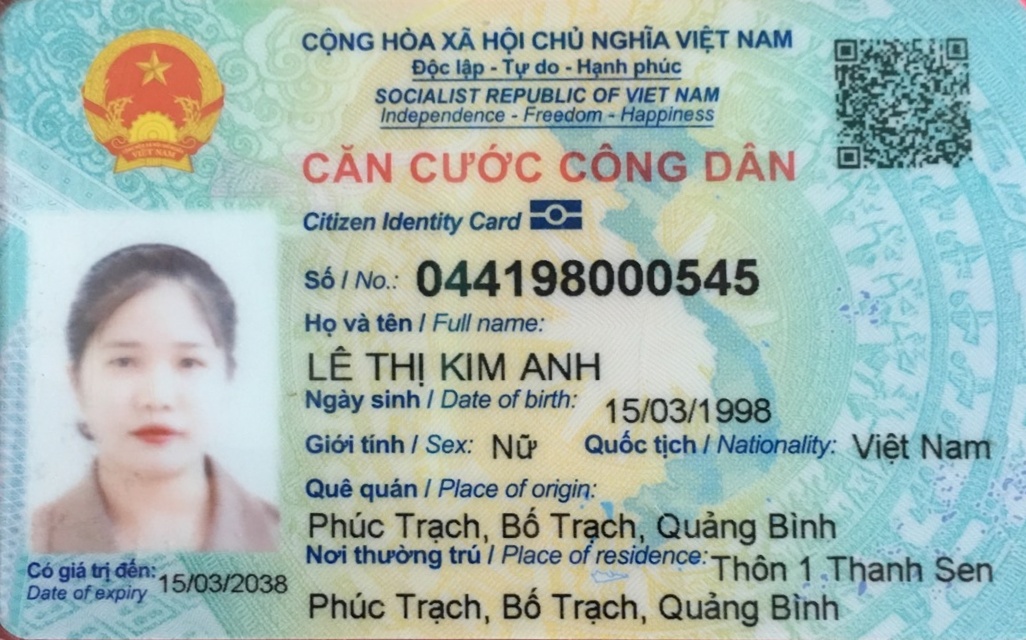 CỘNG HÒA XÃ HỘI CHỦ NGHĨA VIỆT NAM
Độc lập - Tự do - Hạnh phúc
SOCIALIST REPUBLIC OF VIET NAM
Independence - Freedom - Happiness
CĂN CƯỚC CÔNG DÂN
Citizen Identity Card
Số / No.: 044198000545
Họ và tên / Full name:
LÊ THỊ KIM ANH
Ngày sinh / Date of birth: 15/03/1998
Giới tính / Sex: Nữ Quốc tịch / Nationality: Việt Nam
Quê quán / Place of origin:
Phúc Trạch, Bố Trạch, Quảng Bình
Nơi thường trú / Place of residence: Thôn 1 Thanh Sen
Phúc Trạch, Bố Trạch, Quảng Bình
Có giá trị đến: 15/03/2038
Date of expiry